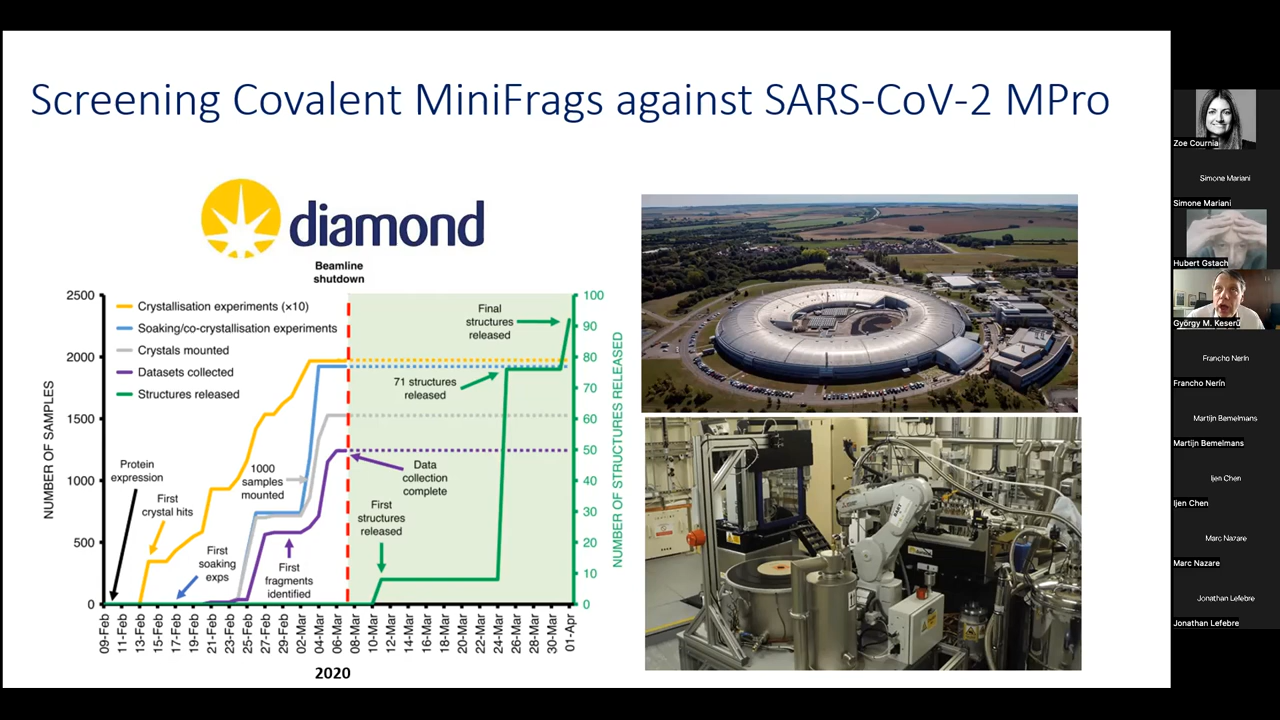 Screening Covalent MiniFrags against SARS-CoV-2 MPro
diamond
Beamline
shutdown
2500
2000
1500
1000
500
0
NUMBER OF SAMPLES
Crystallisation experiments (×10)
Soaking/co-crystallisation experiments
Crystals mounted
Datasets collected
Structures released
Protein
expression
First
crystal hits
First
soaking
exps
1000
samples
mounted
First
fragments
identified
Data
collection
complete
First
structures
released
71 structures
released
Final
structures
released
100
90
80
70
60
50
40
30
20
10
0
NUMBER OF STRUCTURES RELEASED
09-Feb
11-Feb
13-Feb
15-Feb
17-Feb
19-Feb
21-Feb
23-Feb
25-Feb
27-Feb
29-Feb
02-Mar
04-Mar
06-Mar
08-Mar
10-Mar
12-Mar
14-Mar
16-Mar
18-Mar
20-Mar
22-Mar
24-Mar
26-Mar
28-Mar
30-Mar
01-Apr
2020
Zoe Cournia
Simone Mariani
Simone Mariani
Hubert Gstach
György M. Keserű
Francho Nerín
Francho Nerín
Martijn Bemelmans
Martijn Bemelmans
Ijen Chen
Ijen Chen
Marc Nazare
Marc Nazare
Jonathan Lefebre
Jonathan Lefebre